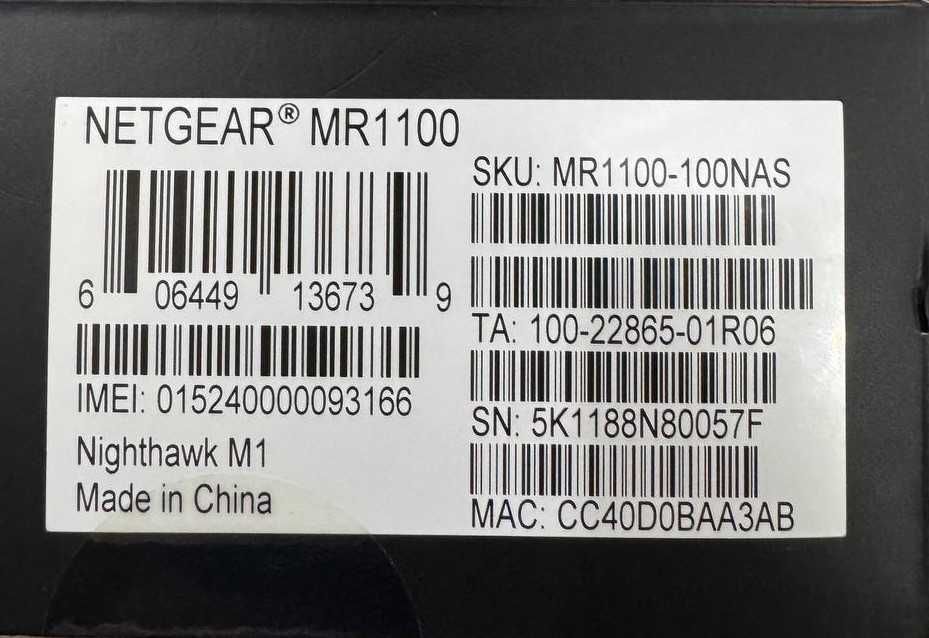 NETGEAR® MR1100
6 06449 13673 9
IMEI: 015240000093166
Nighthawk M1
Made in China
SKU: MR1100-100NAS
TA: 100-22865-01R06
SN: 5K1188N80057F
MAC: CC40D0BAA3AB